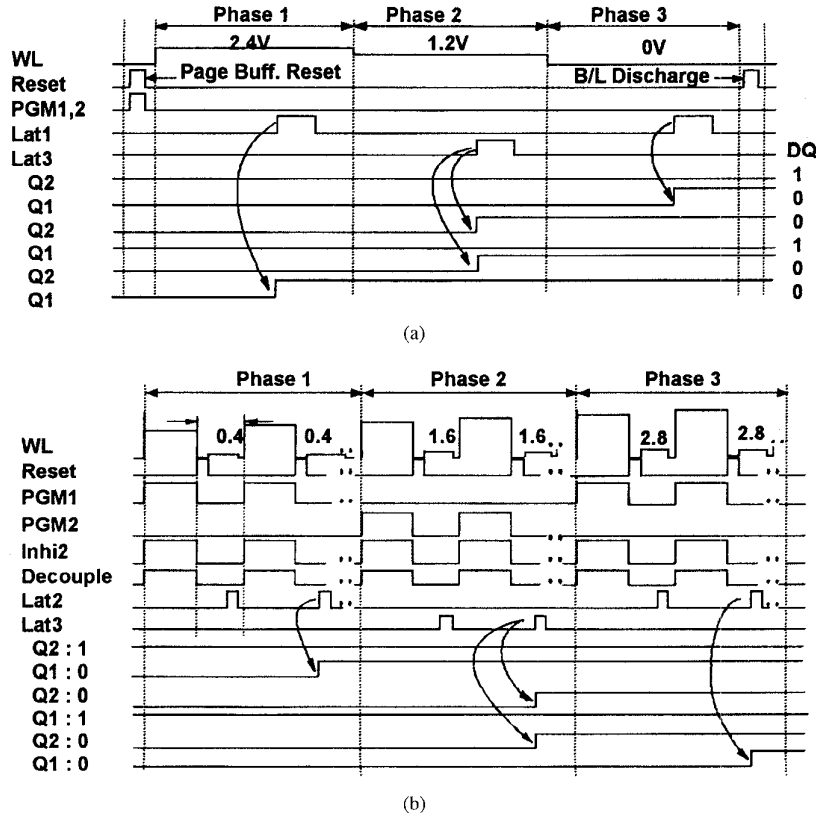 Phase 1 Phase 2 Phase 3
2.4V 1.2V 0V
WL
Reset Page Buff. Reset B/L Discharge
PGM1,2
Lat1
Lat3 DQ
Q2 1
Q1 0
Q2 0
Q1 1
Q2 0
Q1 0
(a)
Phase 1 Phase 2 Phase 3
WL 0.4 0.4 1.6 1.6 2.8 2.8
Reset
PGM1
PGM2
Inhi2
Decouple
Lat2
Lat3
Q2 : 1
Q1 : 0
Q2 : 0
Q1 : 1
Q2 : 0
Q1 : 0
(b)